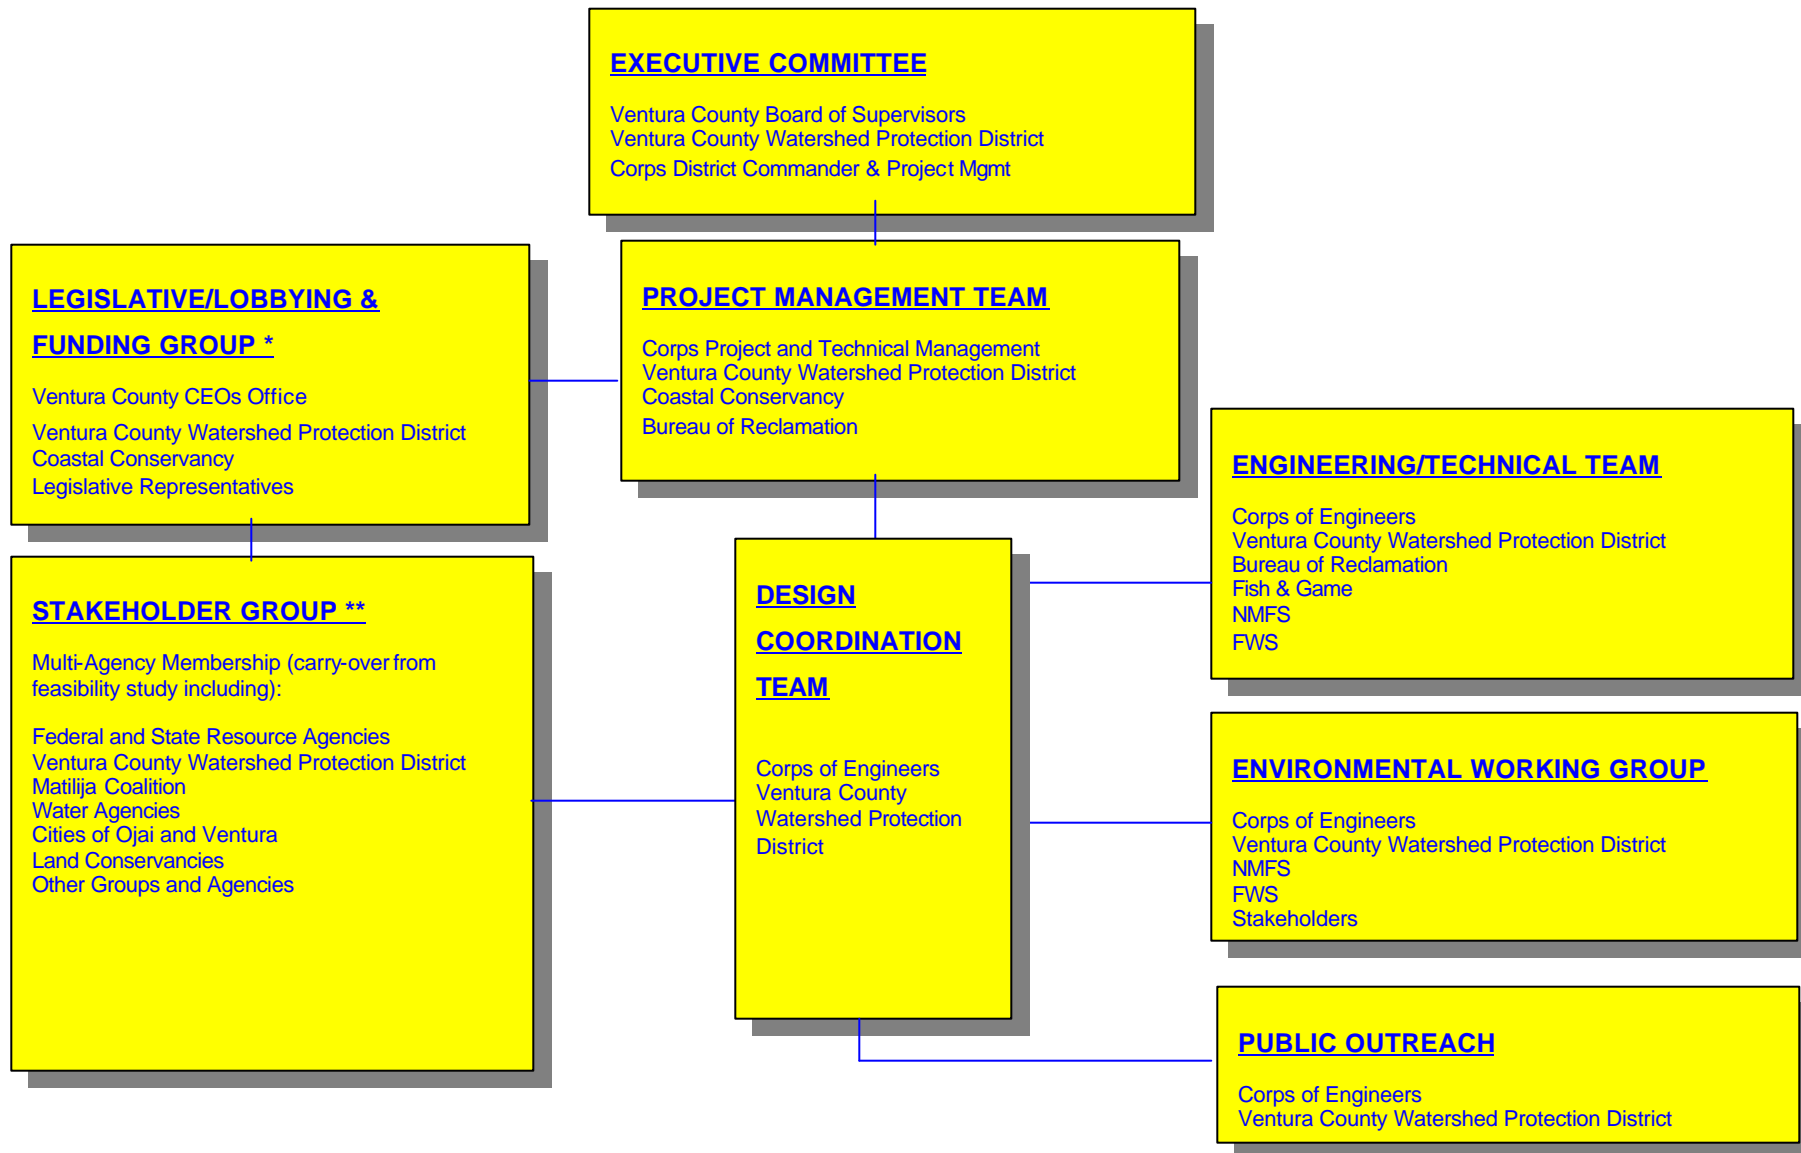 EXECUTIVE COMMITTEE
Ventura County Board of Supervisors
Ventura County Watershed Protection District
Corps District Commander & Project Mgmt
LEGISLATIVE/LOBBYING &
FUNDING GROUP *
Ventura County CEOs Office
Ventura County Watershed Protection District
Coastal Conservancy
Legislative Representatives
PROJECT MANAGEMENT TEAM
Corps Project and Technical Management
Ventura County Watershed Protection District
Coastal Conservancy
Bureau of Reclamation
ENGINEERING/TECHNICAL TEAM
Corps of Engineers
Ventura County Watershed Protection District
Bureau of Reclamation
Fish & Game
NMFS
FWS
STAKEHOLDER GROUP **
Multi-Agency Membership (carry-over from
feasibility study including):
Federal and State Resource Agencies
Ventura County Watershed Protection District
Matilija Coalition
Water Agencies
Cities of Ojai and Ventura
Land Conservancies
Other Groups and Agencies
DESIGN
COORDINATION
TEAM
Corps of Engineers
Ventura County
Watershed Protection
District
ENVIRONMENTAL WORKING GROUP
Corps of Engineers
Ventura County Watershed Protection District
NMFS
FWS
Stakeholders
PUBLIC OUTREACH
Corps of Engineers
Ventura County Watershed Protection District